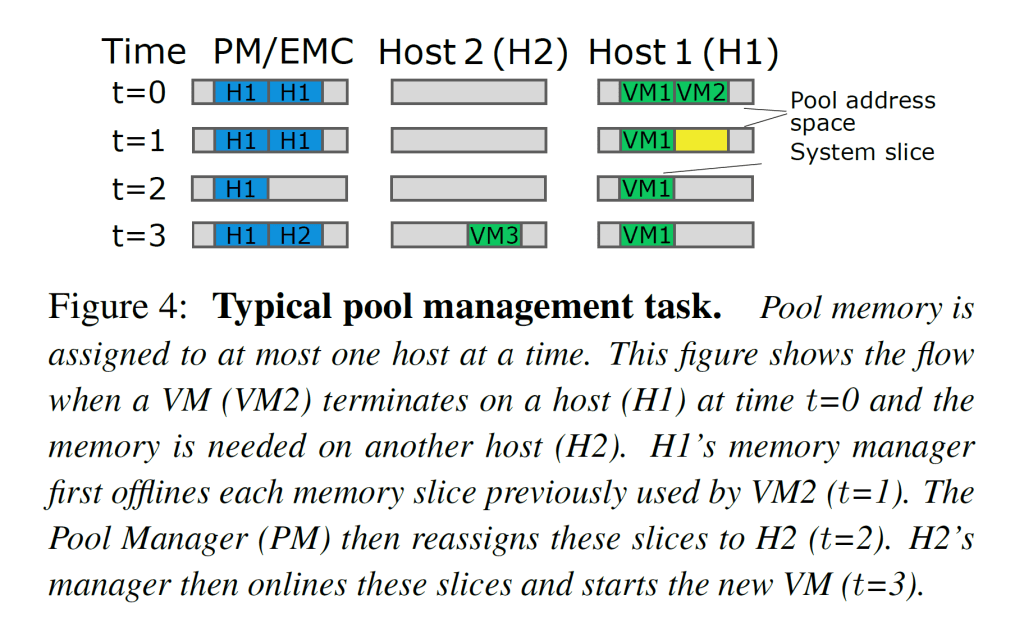 Time PM/EMC Host 2 (H2) Host 1 (H1)
t=0 H1 H1 VM1 VM2
Pool address
space
t=1 H1 H1 VM1
System slice
t=2 H1 VM1
t=3 H1 H2 VM3 VM1
Figure 4: Typical pool management task. Pool memory is
assigned to at most one host at a time. This figure shows the flow
when a VM (VM2) terminates on a host (H1) at time t=0 and the
memory is needed on another host (H2). H1's memory manager
first offlines each memory slice previously used by VM2 (t=1). The
Pool Manager (PM) then reassigns these slices to H2 (t=2). H2's
manager then onlines these slices and starts the new VM (t=3).